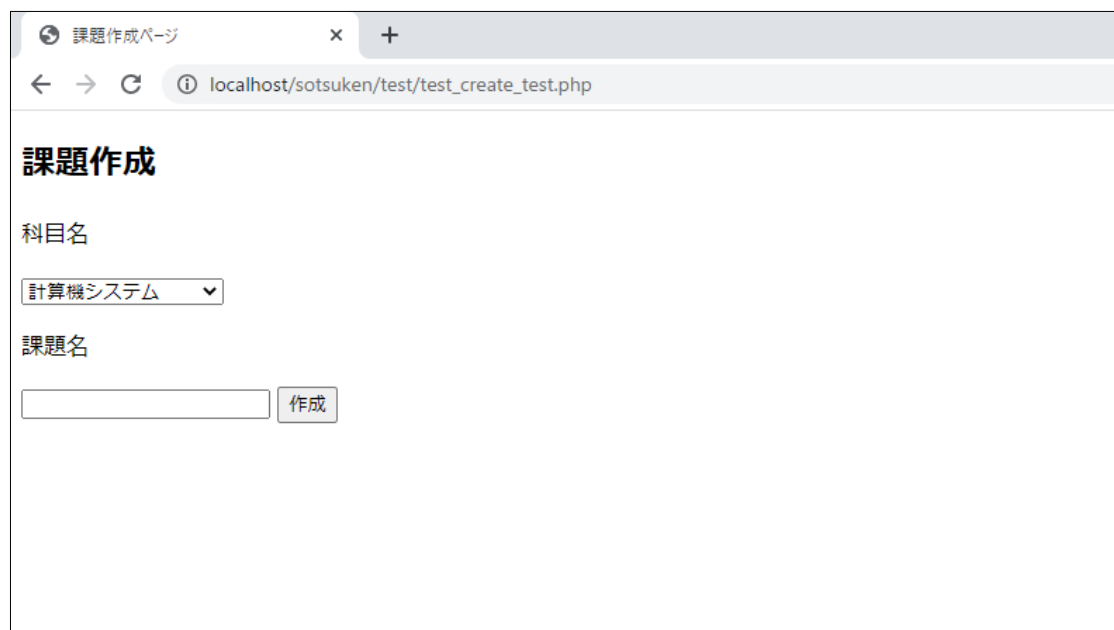 課題作成ページ
localhost/sotsuken/test/test_create_test.php
課題作成
科目名
計算機システム
課題名
作成